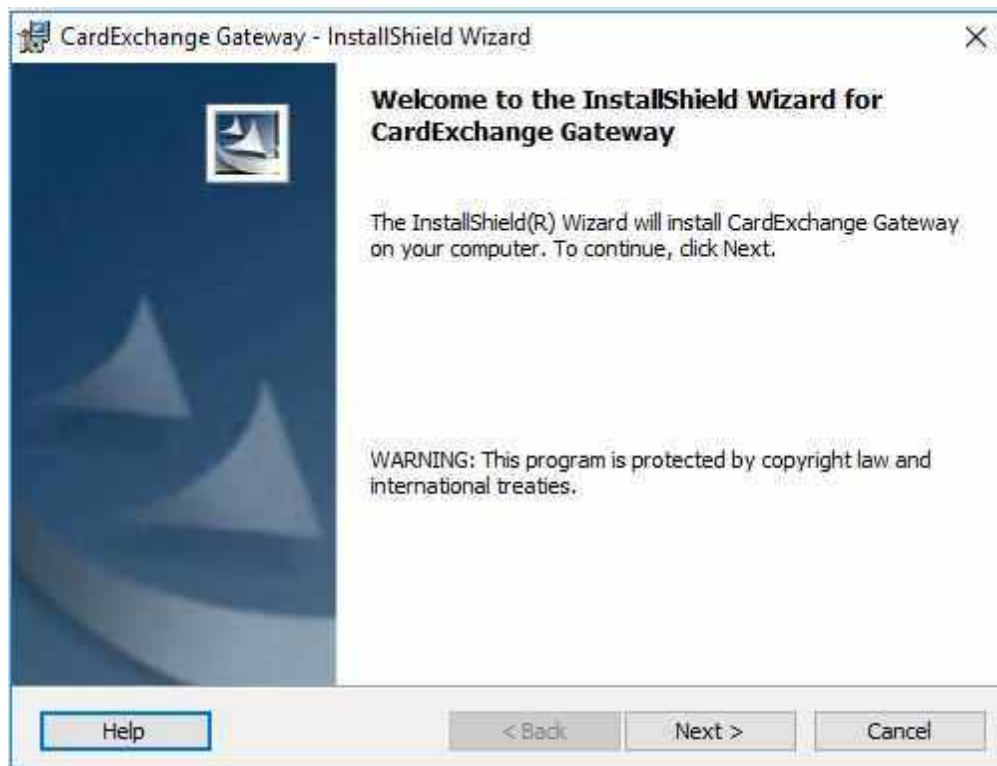 CardExchange Gateway - InstallShield Wizard
Welcome to the InstallShield Wizard for
CardExchange Gateway
The InstallShield(R) Wizard will install CardExchange Gateway
on your computer. To continue, click Next.
WARNING: This program is protected by copyright law and
international treaties.
Help
< Back
Next >
Cancel